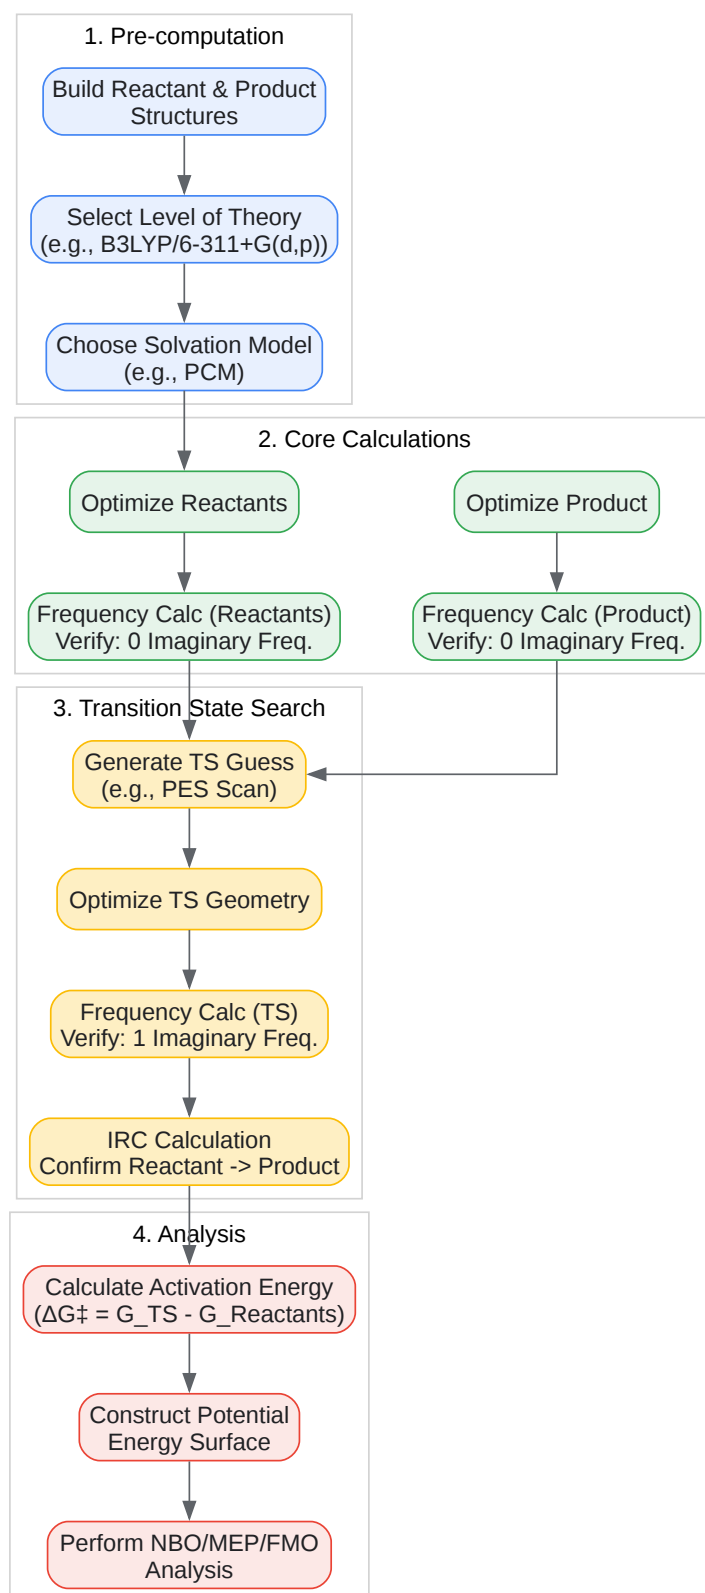 1. Pre-computation
Build Reactant & Product
Structures
Select Level of Theory
(e.g., B3LYP/6-311+G(d,p))
Choose Solvation Model
(e.g., PCM)
2. Core Calculations
Optimize Reactants
Optimize Product
Frequency Calc (Reactants)
Verify: 0 Imaginary Freq.
Frequency Calc (Product)
Verify: 0 Imaginary Freq.
3. Transition State Search
Generate TS Guess
(e.g., PES Scan)
Optimize TS Geometry
Frequency Calc (TS)
Verify: 1 Imaginary Freq.
IRC Calculation
Confirm Reactant -> Product
4. Analysis
Calculate Activation Energy
(ΔG‡ = G_TS - G_Reactants)
Construct Potential
Energy Surface
Perform NBO/MEP/FMO
Analysis